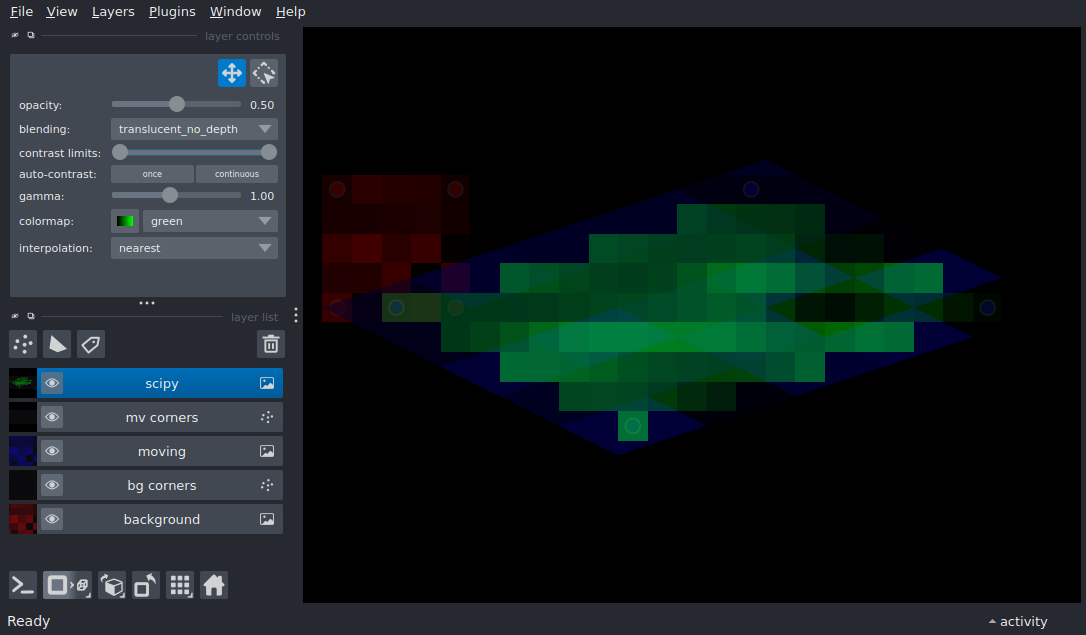 File View Layers Plugins Window Help
layer controls
opacity: 0.50
blending: translucent_no_depth
contrast limits:
auto-contrast: once continuous
gamma: 1.00
colormap: green
interpolation: nearest
layer list
scipy
mv corners
moving
bg corners
background
Ready activity